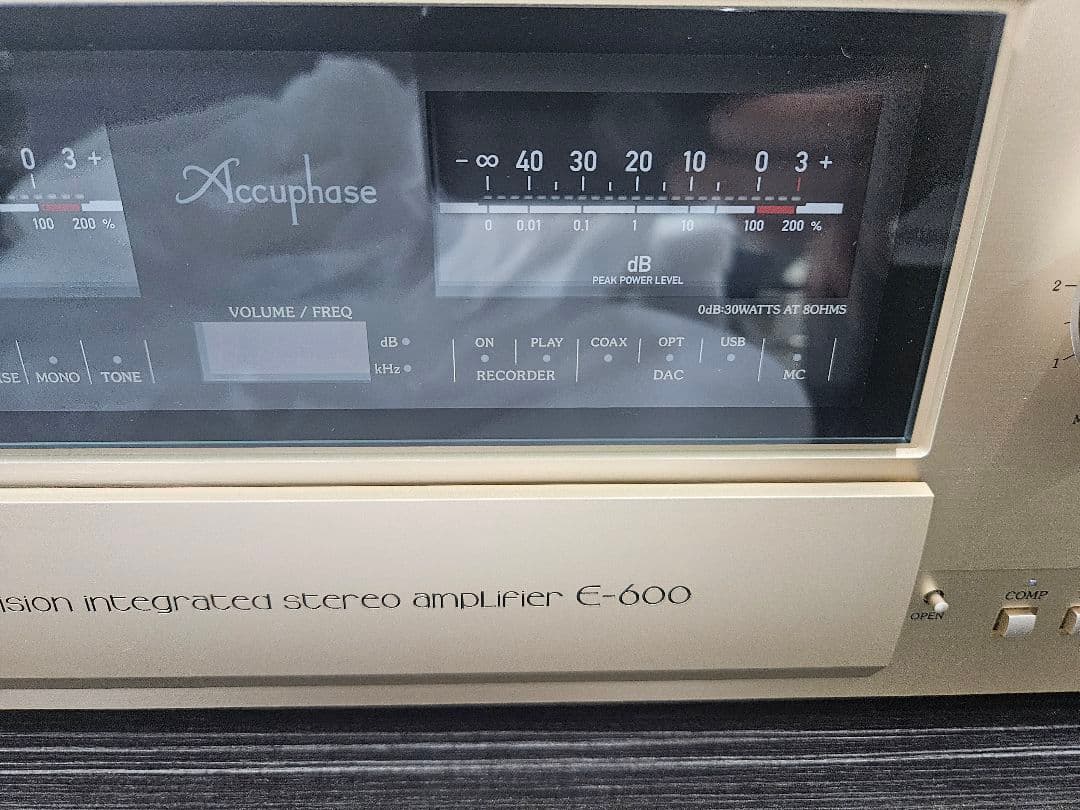 0 3 +
100 200 %
Accuphase
- ∞ 40 30 20 10 0 3 +
0 0.01 0.1 1 10 100 200 %
dB
PEAK POWER LEVEL
0dB:30WATTS AT 8OHMS
VOLUME / FREQ
dB
kHz
SE MONO TONE
ON PLAY
RECORDER
COAX OPT USB
DAC
MC
2
1
ision integrated stereo amplifier E-600
OPEN
COMP